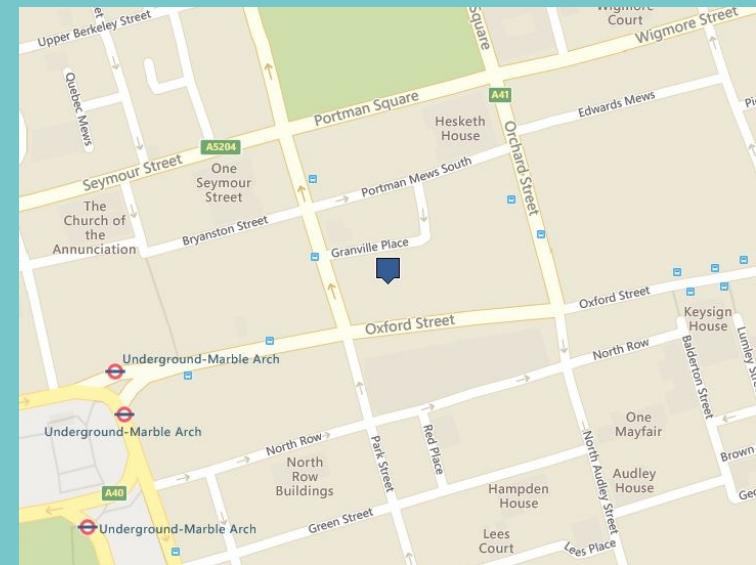 Upper Berkeley Street
Quebec Mews
Square
Wigmore
Court
Wigmore Street
Portman Square
A41
Edwards Mews
Hesketh
House
Orchard Street
A5204
Seymour Street
One
Seymour
Street
Portman Mews South
The
Church of
the
Annunciation
Bryanston Street
Granville Place
Oxford Street
Oxford Street
Keysign
House
Underground-Marble Arch
North Row
Balderton Street
Lumley
Underground-Marble Arch
North Row
Park Street
Red Place
One
Mayfair
North Audley Street
Brown
North
Row
Buildings
Audley
House
A40
Hampden
House
Green Street
Underground-Marble Arch
Lees
Court
Lees Place